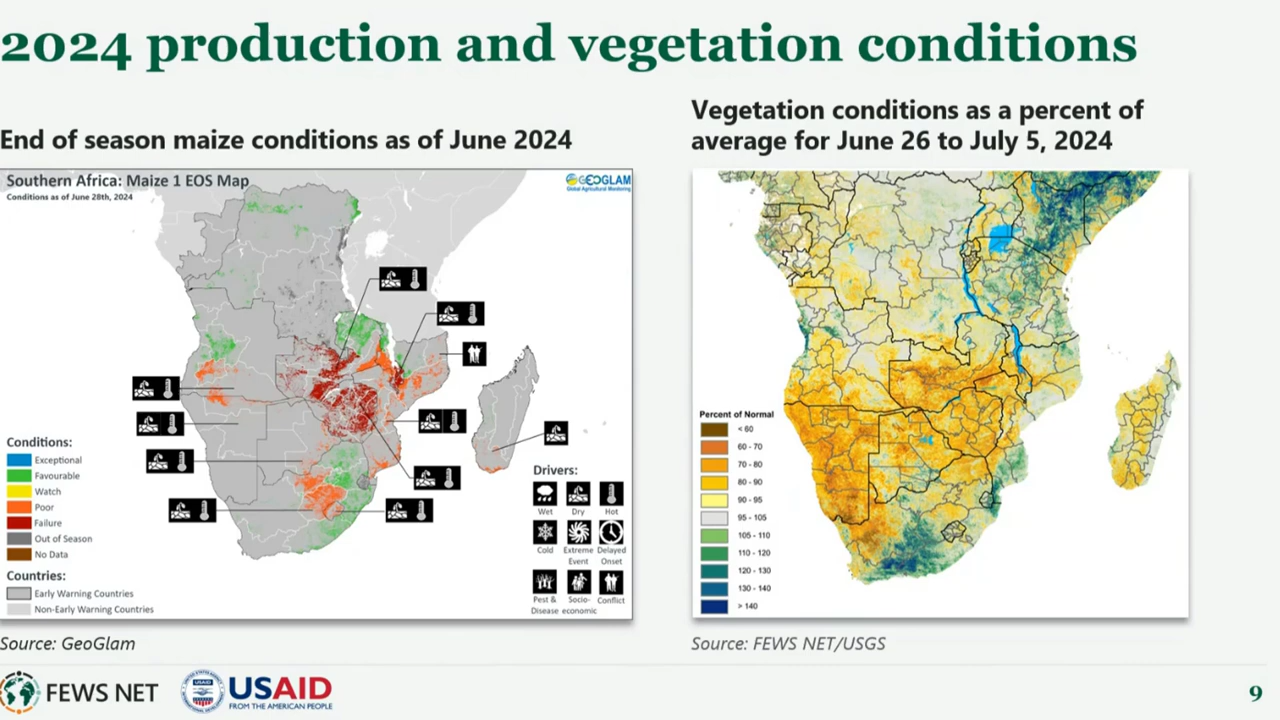 2024 production and vegetation conditions
End of season maize conditions as of June 2024
Southern Africa: Maize 1 EOS Map
Conditions as of June 28th, 2024
GEOGLAM
Global Agricultural Monitoring
Conditions:
Exceptional
Favourable
Watch
Poor
Failure
Out of Season
No Data
Countries:
Early Warning Countries
Non-Early Warning Countries
Drivers:
Wet
Dry
Hot
Cold
Extreme
Event
Delayed
Onset
Pest &
Disease
Socio-
economic
Conflict
Source: GeoGlam
Vegetation conditions as a percent of
average for June 26 to July 5, 2024
Percent of Normal
< 60
60 - 70
70 - 80
80 - 90
90 - 95
95 - 105
105 - 110
110 - 120
120 - 130
130 - 140
> 140
Source: FEWS NET/USGS
FEWS NET
USAID
FROM THE AMERICAN PEOPLE
9